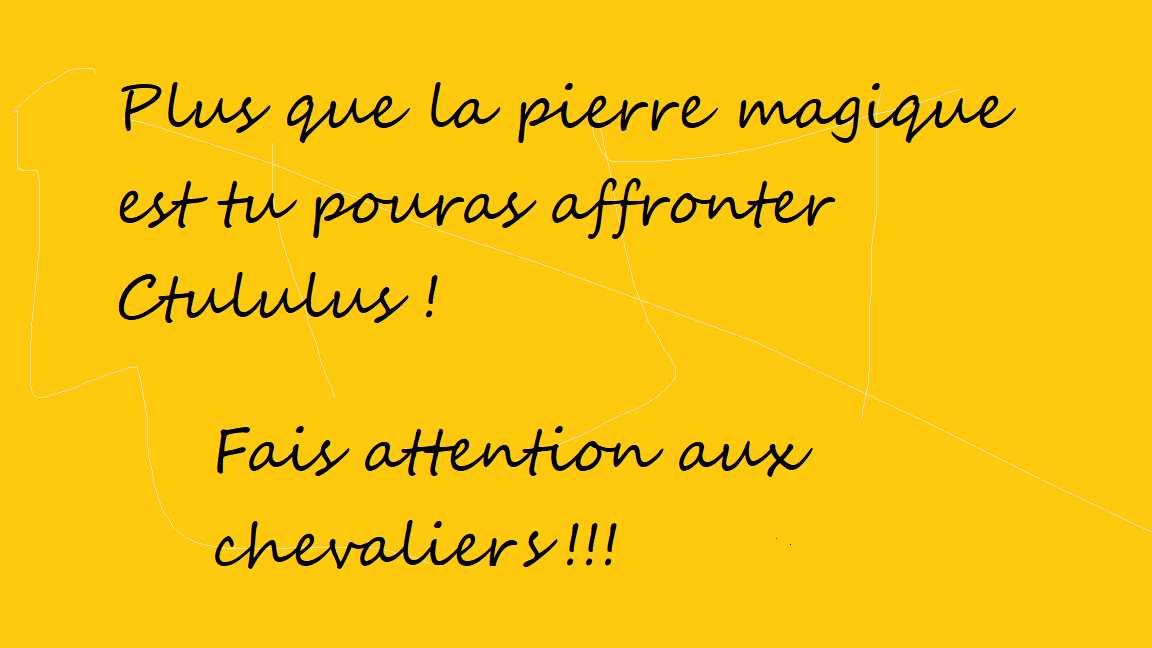 Plus que la pierre magique
est tu pouras affronter
Ctululus !
Fais attention aux
chevaliers !!!